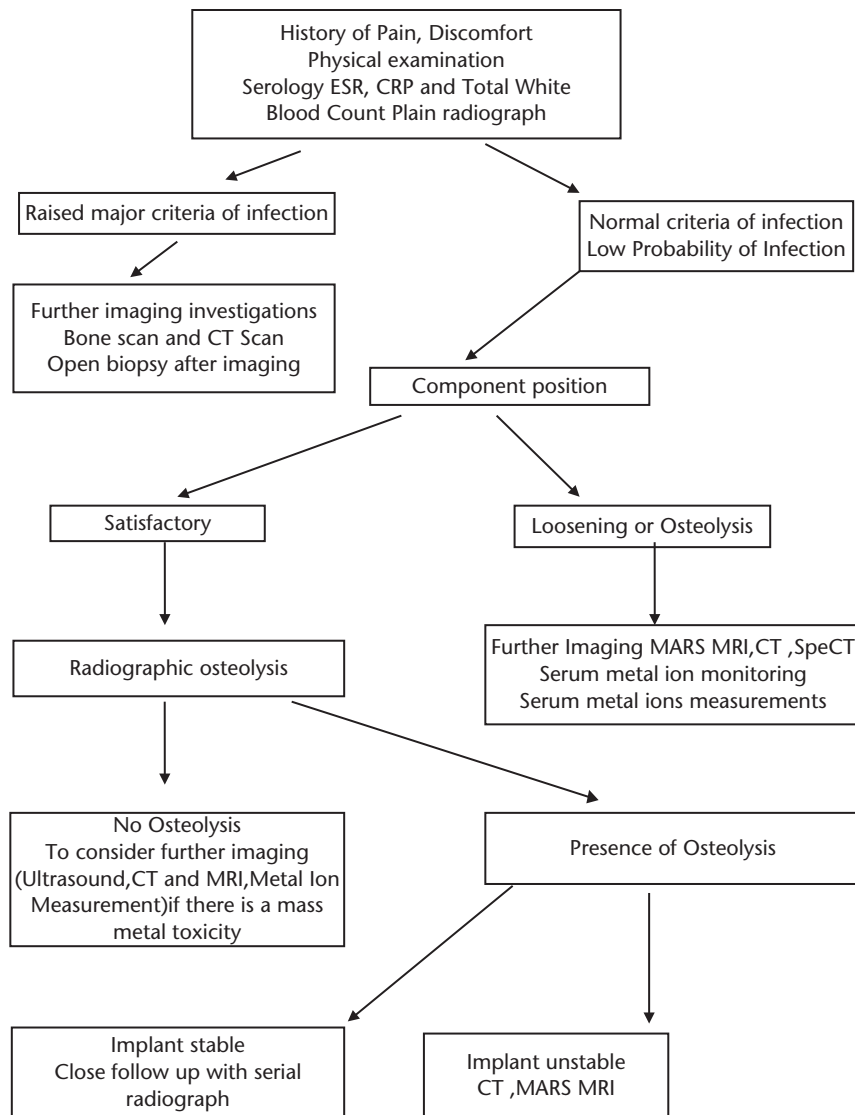 History of Pain, Discomfort
Physical examination
Serology ESR, CRP and Total White
Blood Count Plain radiograph
Raised major criteria of infection
Normal criteria of infection
Low Probability of Infection
Further imaging investigations
Bone scan and CT Scan
Open biopsy after imaging
Component position
Satisfactory
Loosening or Osteolysis
Radiographic osteolysis
Further Imaging MARS MRI,CT ,SpeCT
Serum metal ion monitoring
Serum metal ions measurements
No Osteolysis
To consider further imaging
(Ultrasound,CT and MRI,Metal Ion
Measurement)if there is a mass
metal toxicity
Presence of Osteolysis
Implant stable
Close follow up with serial
radiograph
Implant unstable
CT ,MARS MRI